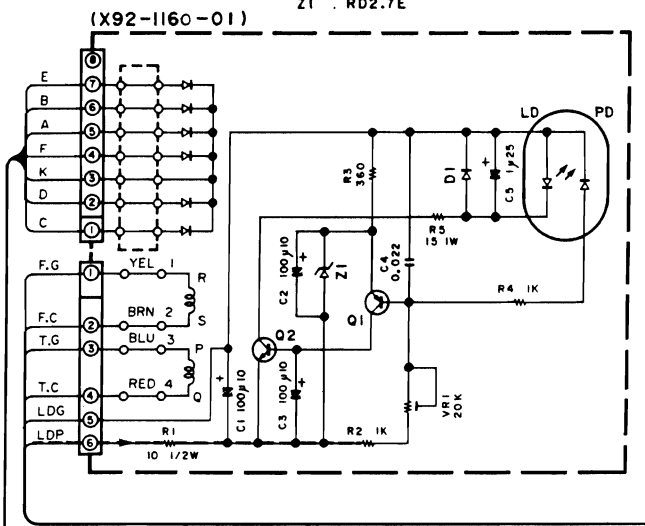 Z1 . RD2.7E
(X92-1160-01)
8
E 7
B 6
A 5
F 4
K 3
D 2
C 1
LD PD
R3 360
D1
+ C5 1µ25
R5 15 1W
C4 0.022
C2 100µ10 +
Z1
Q1
R4 1K
F.G 1 YEL 1 R
F.C 2 BRN 2 S
T.G 3 BLU 3 P
T.C 4 RED 4 Q
LDG 5
LDP 6
Q2
+ C1 100µ10
C3 100µ10 +
VR1 20K
R1 10 1/2W
R2 1K